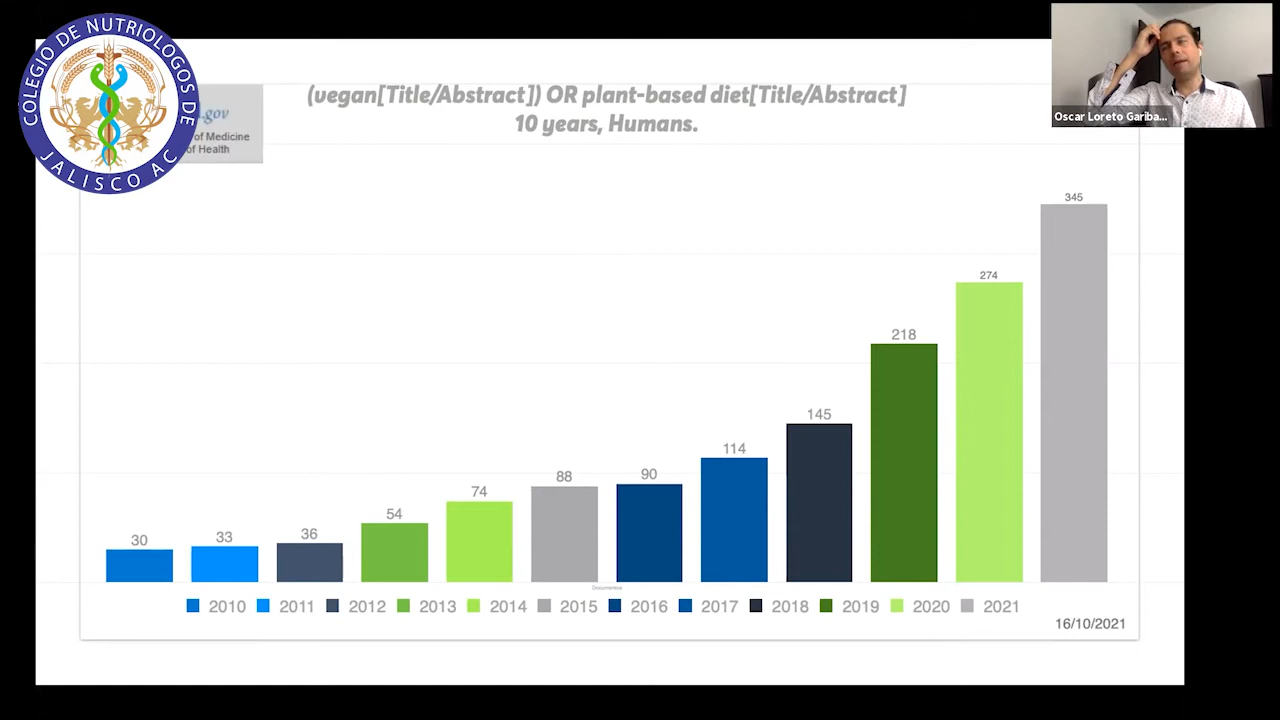 COLEGIO DE NUTRIOLOGOS DE
JALISCO AC
.gov
of Medicine
of Health
(vegan[Title/Abstract]) OR plant-based diet[Title/Abstract]
10 years, Humans.
Oscar Loreto Gariba...
345
274
218
145
114
90
88
74
54
36
33
30
Documentos
2010 2011 2012 2013 2014 2015 2016 2017 2018 2019 2020 2021
16/10/2021